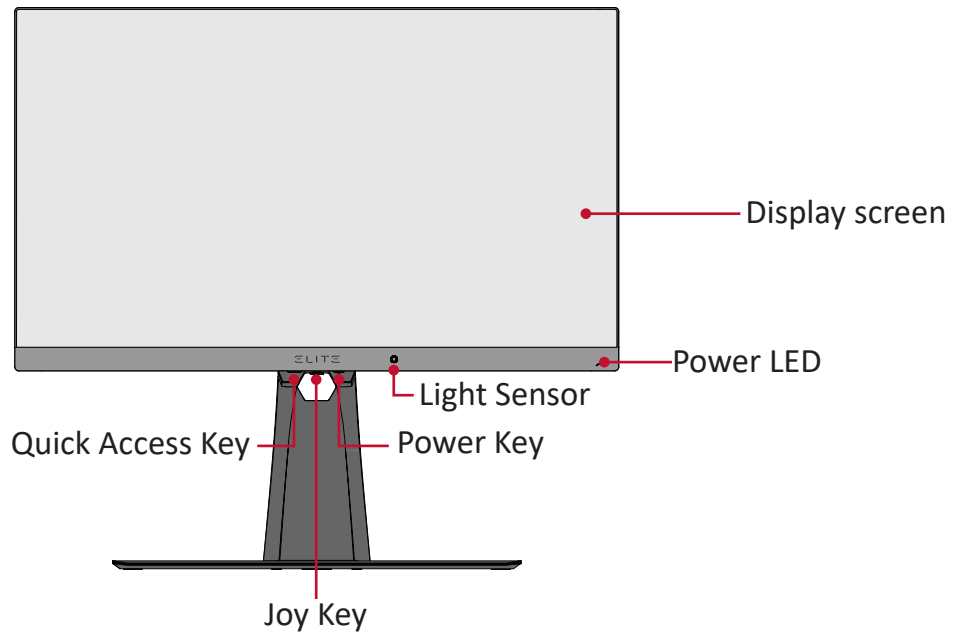 Display screen
ELITE
Power LED
Light Sensor
Quick Access Key
Power Key
Joy Key